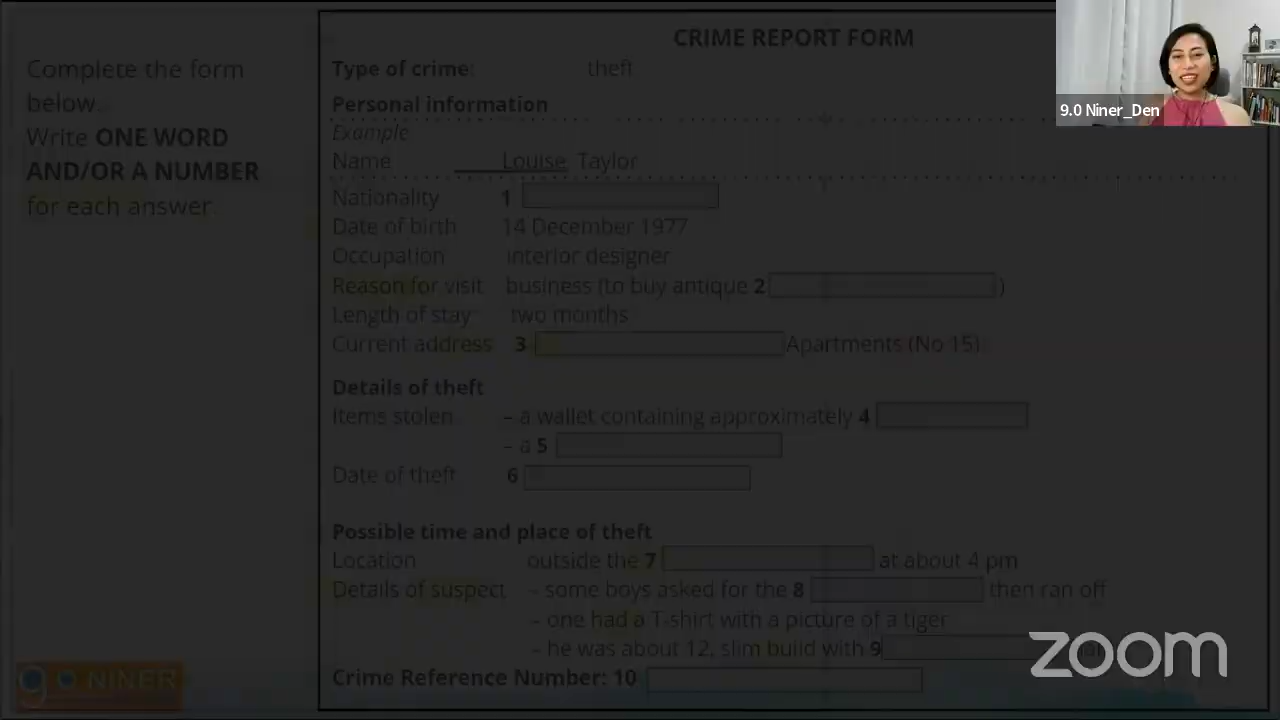 Complete the form
below.
Write ONE WORD
AND/OR A NUMBER
for each answer.
CRIME REPORT FORM
Type of crime: theft
Personal information
Example
Name Louise Taylor
Nationality 1
Date of birth 14 December 1977
Occupation interior designer
Reason for visit business (to buy antique 2 )
Length of stay two months
Current address 3 Apartments (No 15)
Details of theft
Items stolen – a wallet containing approximately 4
– a 5
Date of theft 6
Possible time and place of theft
Location outside the 7 at about 4 pm
Details of suspect – some boys asked for the 8 then ran off
– one had a T-shirt with a picture of a tiger
– he was about 12, slim build with 9
Crime Reference Number: 10
9.0 Niner_Den
zoom
9.0 NINER